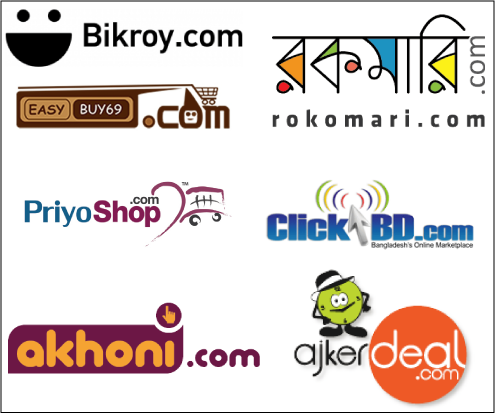 Bikroy.com
রকমারি.com
rokomari.com
EASY BUY69 .com
PriyoShop.com™
ClickBD.com
Bangladesh's Online Marketplace
akhoni.com
ajkerdeal.com